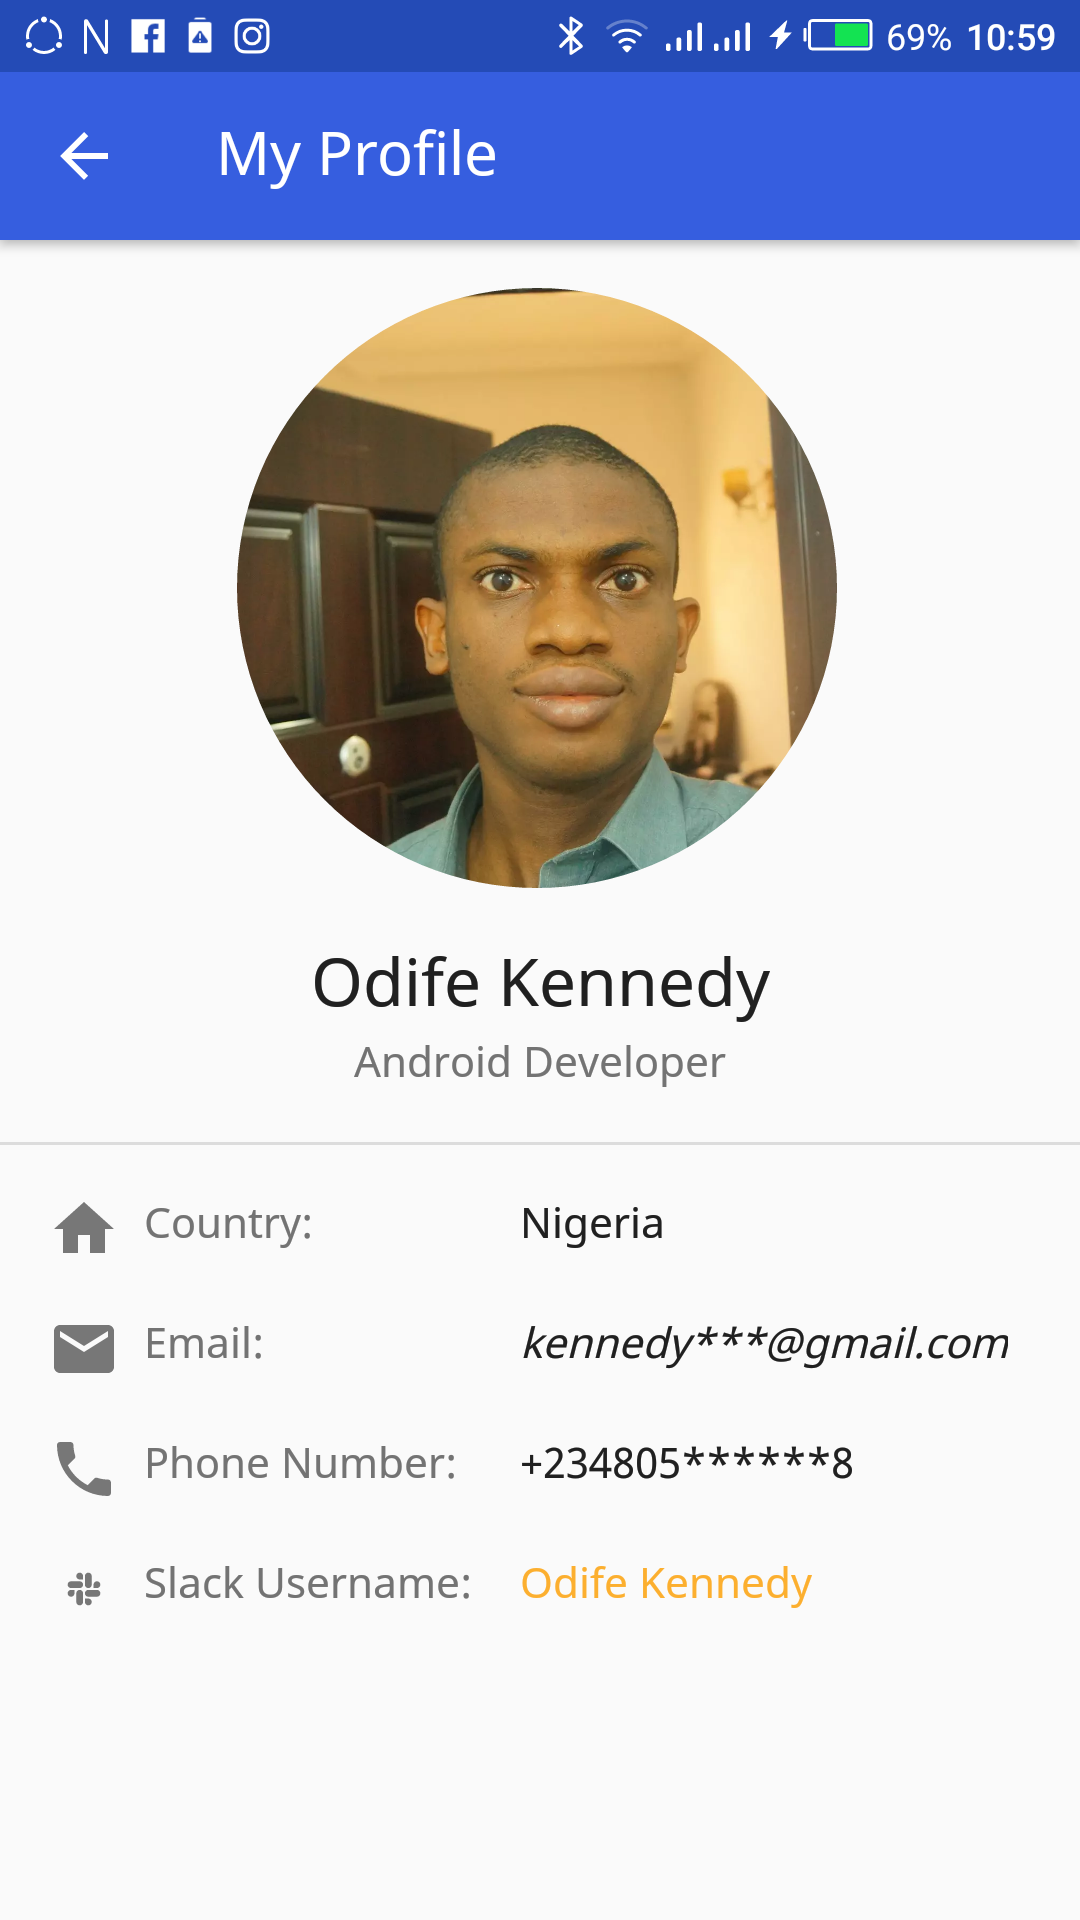 69% 10:59
My Profile
Odife Kennedy
Android Developer
Country: Nigeria
Email: kennedy***@gmail.com
Phone Number: +234805******8
Slack Username: Odife Kennedy